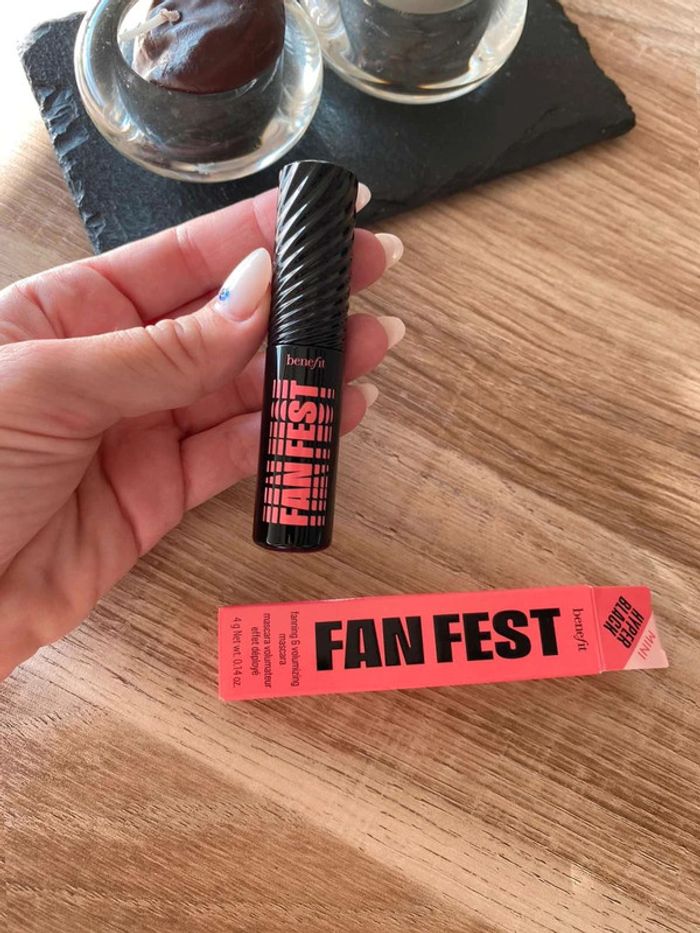 benefit
FAN FEST
benefit
FAN FEST
fanning & volumizing
mascara
mascara volumateur
effet déployé
4 g Net wt. 0.14 oz.
HYPER
BLACK
MINI